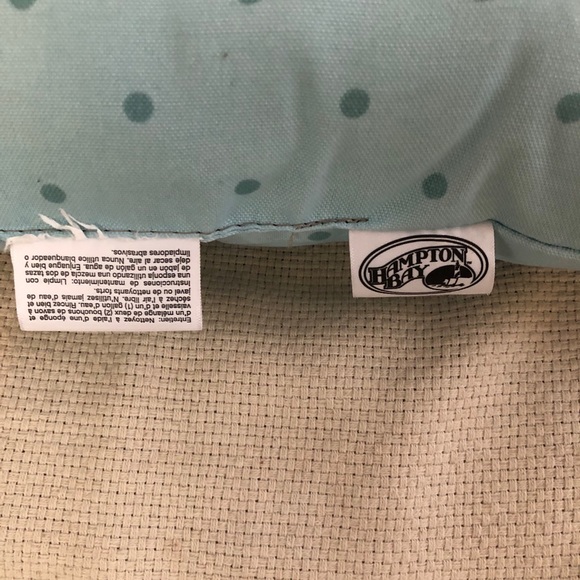 Entretien: Nettoyez à l'aide d'une éponge et
d'un mélange de deux (2) bouchons de savon à
vaisselle et d'un (1) gallon d'eau. Rincez bien et
séchez à l'air libre. N'utilisez jamais d'eau de
javel ou de nettoyants forts.
instrucciones de mantenimiento: Limpie con
una esponja utilizando una mezcla de dos tazas
de jabón en un galón de agua. Enjuague bien y
deje secar al aire. Nunca utilice blanqueador o
limpiadores abrasivos.
HAMPTON
BAY